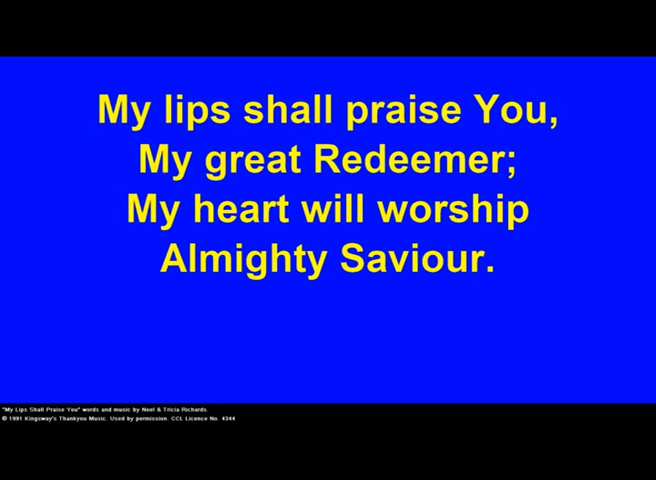 My lips shall praise You,
My great Redeemer;
My heart will worship
Almighty Saviour.
"My Lips Shall Praise You" words and music by Noel & Tricia Richards.
© 1991 Kingsway's Thankyou Music. Used by permission. CCL Licence No. 4344